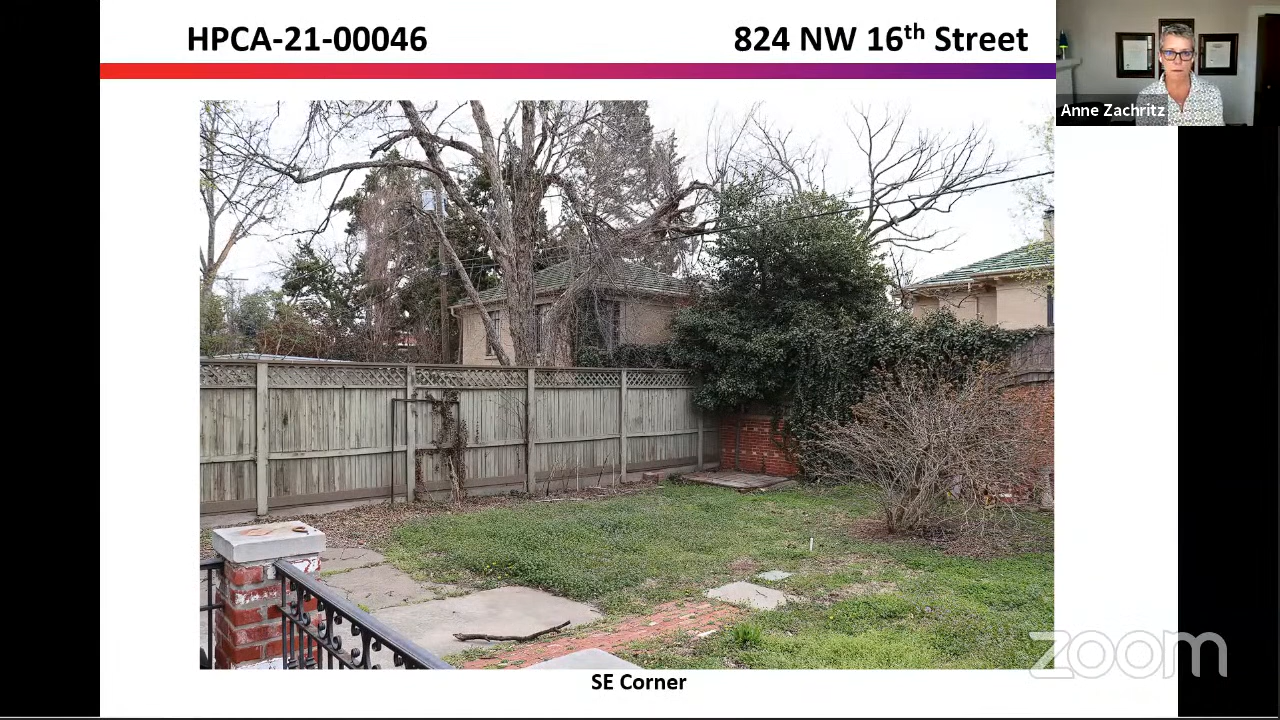 HPCA-21-00046
824 NW 16th Street
Anne Zachritz
zoom
SE Corner